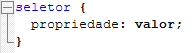 seletor {
propriedade: valor;
}